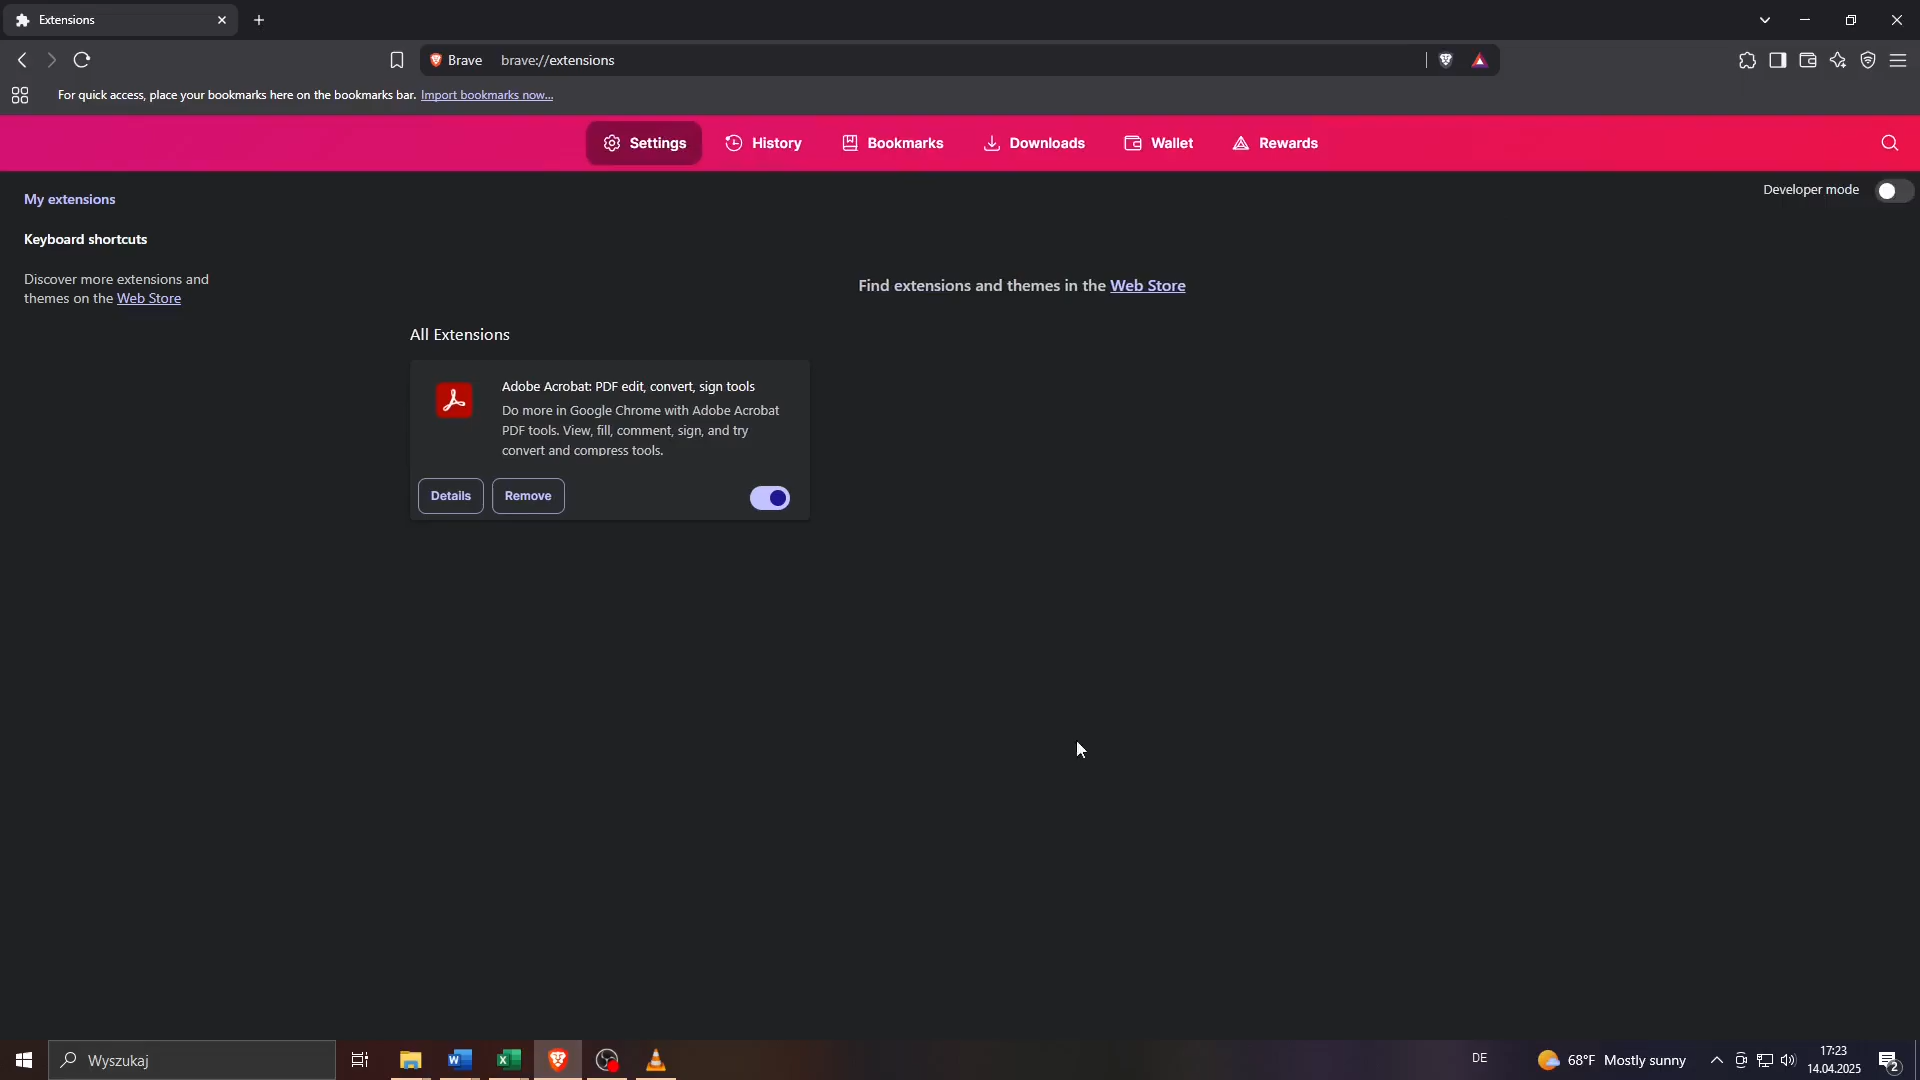 Extensions
Brave
brave://extensions
For quick access, place your bookmarks here on the bookmarks bar. Import bookmarks now...
Settings
History
Bookmarks
Downloads
Wallet
Rewards
My extensions
Developer mode
Keyboard shortcuts
Discover more extensions and
themes on the Web Store
Find extensions and themes in the Web Store
All Extensions
Adobe Acrobat: PDF edit, convert, sign tools
Do more in Google Chrome with Adobe Acrobat
PDF tools. View, fill, comment, sign, and try
convert and compress tools.
Details
Remove
Wyszukaj
DE
68°F Mostly sunny
17:23
14.04.2025
2